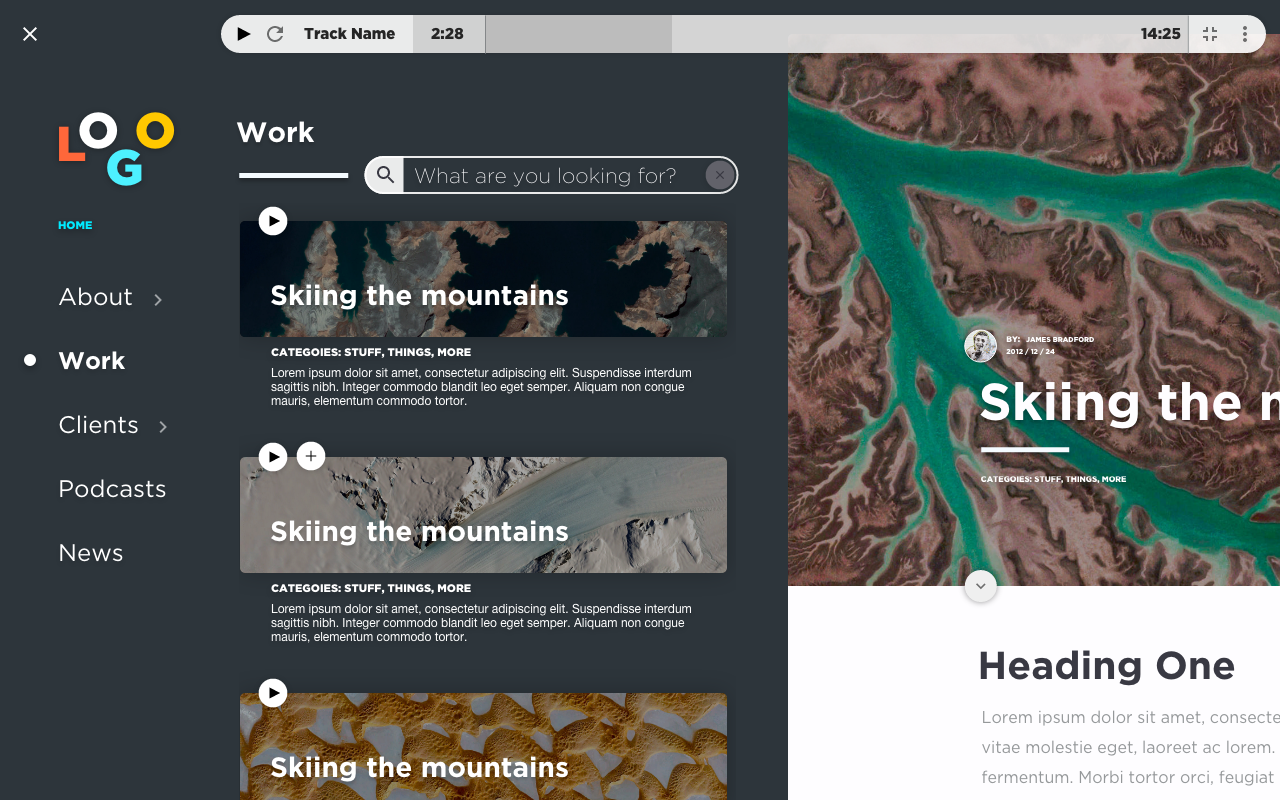 Track Name
2:28
14:25
LOGO
HOME
About
Work
Clients
Podcasts
News
Work
What are you looking for?
Skiing the mountains
CATEGOIES: STUFF, THINGS, MORE
Lorem ipsum dolor sit amet, consectetur adipiscing elit. Suspendisse interdum
sagittis nibh. Integer commodo blandit leo eget semper. Aliquam non congue
mauris, elementum commodo tortor.
Skiing the mountains
CATEGOIES: STUFF, THINGS, MORE
Lorem ipsum dolor sit amet, consectetur adipiscing elit. Suspendisse interdum
sagittis nibh. Integer commodo blandit leo eget semper. Aliquam non congue
mauris, elementum commodo tortor.
Skiing the mountains
BY: JAMES BRADFORD
2012 / 12 / 24
Skiing the
CATEGOIES: STUFF, THINGS, MORE
Heading One
Lorem ipsum dolor sit amet, consecte
vitae molestie eget, laoreet ac lorem.
fermentum. Morbi tortor orci, feugiat